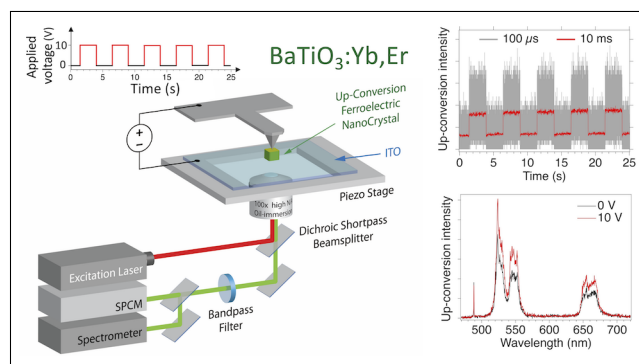 Applied
voltage (V)
10
0
0 5 10 15 20 25
Time (s)
BaTiO₃:Yb,Er
Up-Conversion
Ferroelectric
NanoCrystal
ITO
Piezo Stage
100x high N
Oil-immers
Dichroic Shortpass
Beamsplitter
Excitation Laser
SPCM
Spectrometer
Bandpass
Filter
Up-conversion intensity
100 µs
10 ms
0 5 10 15 20 25
Time (s)
Up-conversion intensity
0 V
10 V
500 550 600 650 700
Wavelength (nm)